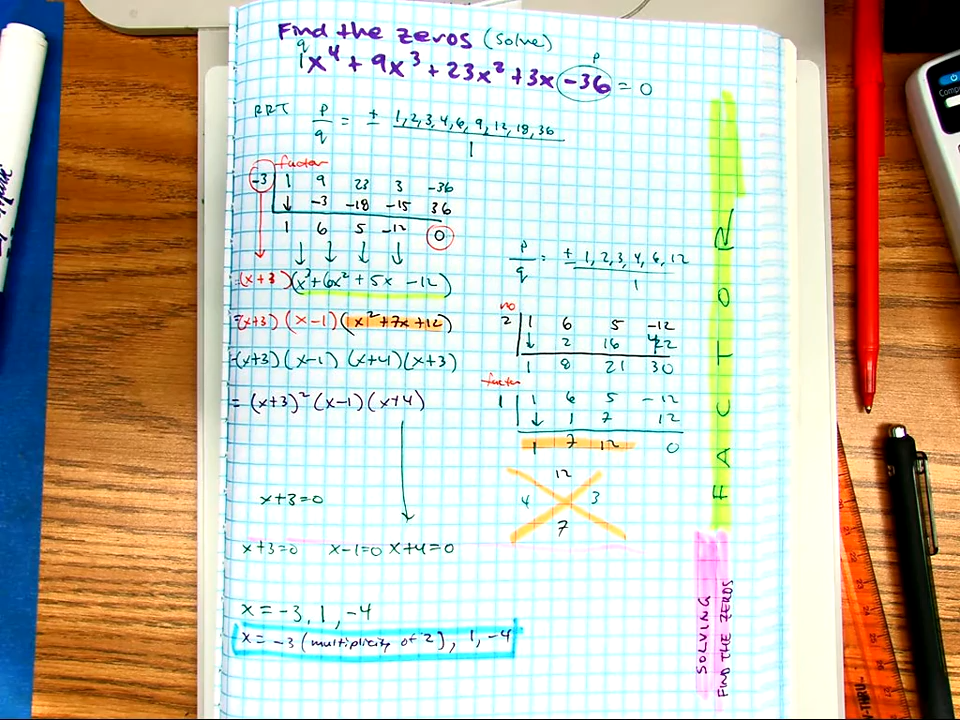 Find the zeros (solve)
q p
1x⁴ + 9x³ + 23x² + 3x - 36 = 0
RRT p/q = ± 1, 2, 3, 4, 6, 9, 12, 18, 36 / 1
factor
-3 | 1 9 23 3 -36
↓ -3 -18 -15 36
1 6 5 -12 0
↓ ↓ ↓ ↓
=(x+3)(x³+6x²+5x-12)
=(x+3)(x-1)(x²+7x+12)
=(x+3)(x-1)(x+4)(x+3)
= (x+3)²(x-1)(x+4)
x+3=0
x+3=0 x-1=0 x+4=0
x = -3, 1, -4
x = -3 (multiplicity of 2), 1, -4
p/q = ± 1, 2, 3, 4, 6, 12 / 1
no
2 | 1 6 5 -12
↓ 2 16 42
1 8 21 30
factor
1 | 1 6 5 -12
↓ 1 7 12
1 7 12 0
12
4 3
7
FACTOR
SOLVING
FIND THE ZEROS